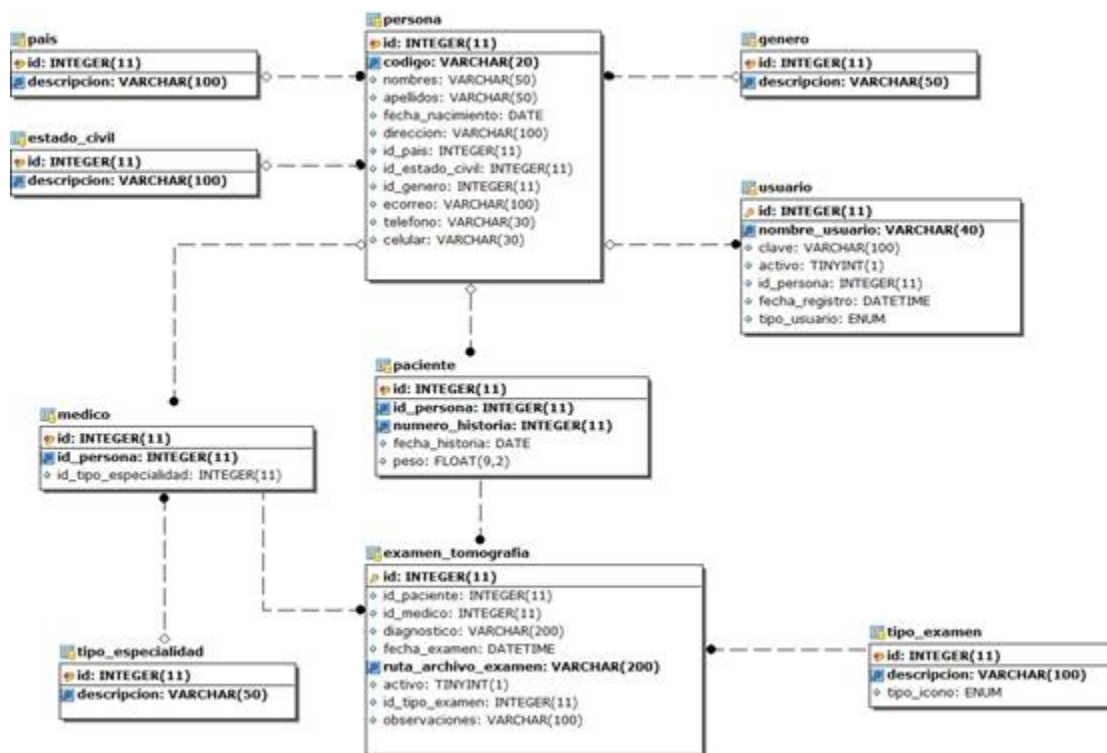 persona
id: INTEGER(11)
codigo: VARCHAR(20)
nombres: VARCHAR(50)
apellidos: VARCHAR(50)
fecha_nacimiento: DATE
direccion: VARCHAR(100)
id_pais: INTEGER(11)
id_estado_civil: INTEGER(11)
id_genero: INTEGER(11)
ecorreo: VARCHAR(100)
telefono: VARCHAR(30)
celular: VARCHAR(30)
pais
id: INTEGER(11)
descripcion: VARCHAR(100)
genero
id: INTEGER(11)
descripcion: VARCHAR(50)
estado_civil
id: INTEGER(11)
descripcion: VARCHAR(100)
usuario
id: INTEGER(11)
nombre_usuario: VARCHAR(40)
clave: VARCHAR(100)
activo: TINYINT(1)
id_persona: INTEGER(11)
fecha_registro: DATETIME
tipo_usuario: ENUM
paciente
id: INTEGER(11)
id_persona: INTEGER(11)
numero_historia: INTEGER(11)
fecha_historia: DATE
peso: FLOAT(9,2)
medico
id: INTEGER(11)
id_persona: INTEGER(11)
id_tipo_especialidad: INTEGER(11)
examen_tomografia
id: INTEGER(11)
id_paciente: INTEGER(11)
id_medico: INTEGER(11)
diagnostico: VARCHAR(200)
fecha_examen: DATETIME
ruta_archivo_examen: VARCHAR(200)
activo: TINYINT(1)
id_tipo_examen: INTEGER(11)
observaciones: VARCHAR(100)
tipo_especialidad
id: INTEGER(11)
descripcion: VARCHAR(50)
tipo_examen
id: INTEGER(11)
descripcion: VARCHAR(100)
tipo_icono: ENUM